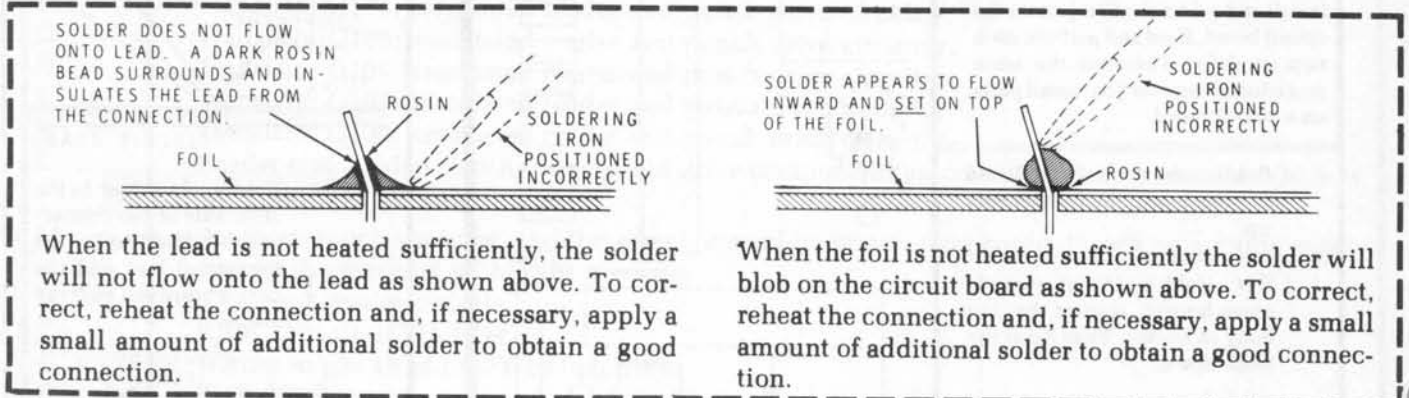 SOLDER DOES NOT FLOW
ONTO LEAD. A DARK ROSIN
BEAD SURROUNDS AND IN-
SULATES THE LEAD FROM
THE CONNECTION.
ROSIN
SOLDERING
IRON
POSITIONED
INCORRECTLY
FOIL
When the lead is not heated sufficiently, the solder
will not flow onto the lead as shown above. To cor-
rect, reheat the connection and, if necessary, apply a
small amount of additional solder to obtain a good
connection.
SOLDER APPEARS TO FLOW
INWARD AND SET ON TOP
OF THE FOIL.
SOLDERING
IRON
POSITIONED
INCORRECTLY
FOIL
ROSIN
When the foil is not heated sufficiently the solder will
blob on the circuit board as shown above. To correct,
reheat the connection and, if necessary, apply a small
amount of additional solder to obtain a good connec-
tion.